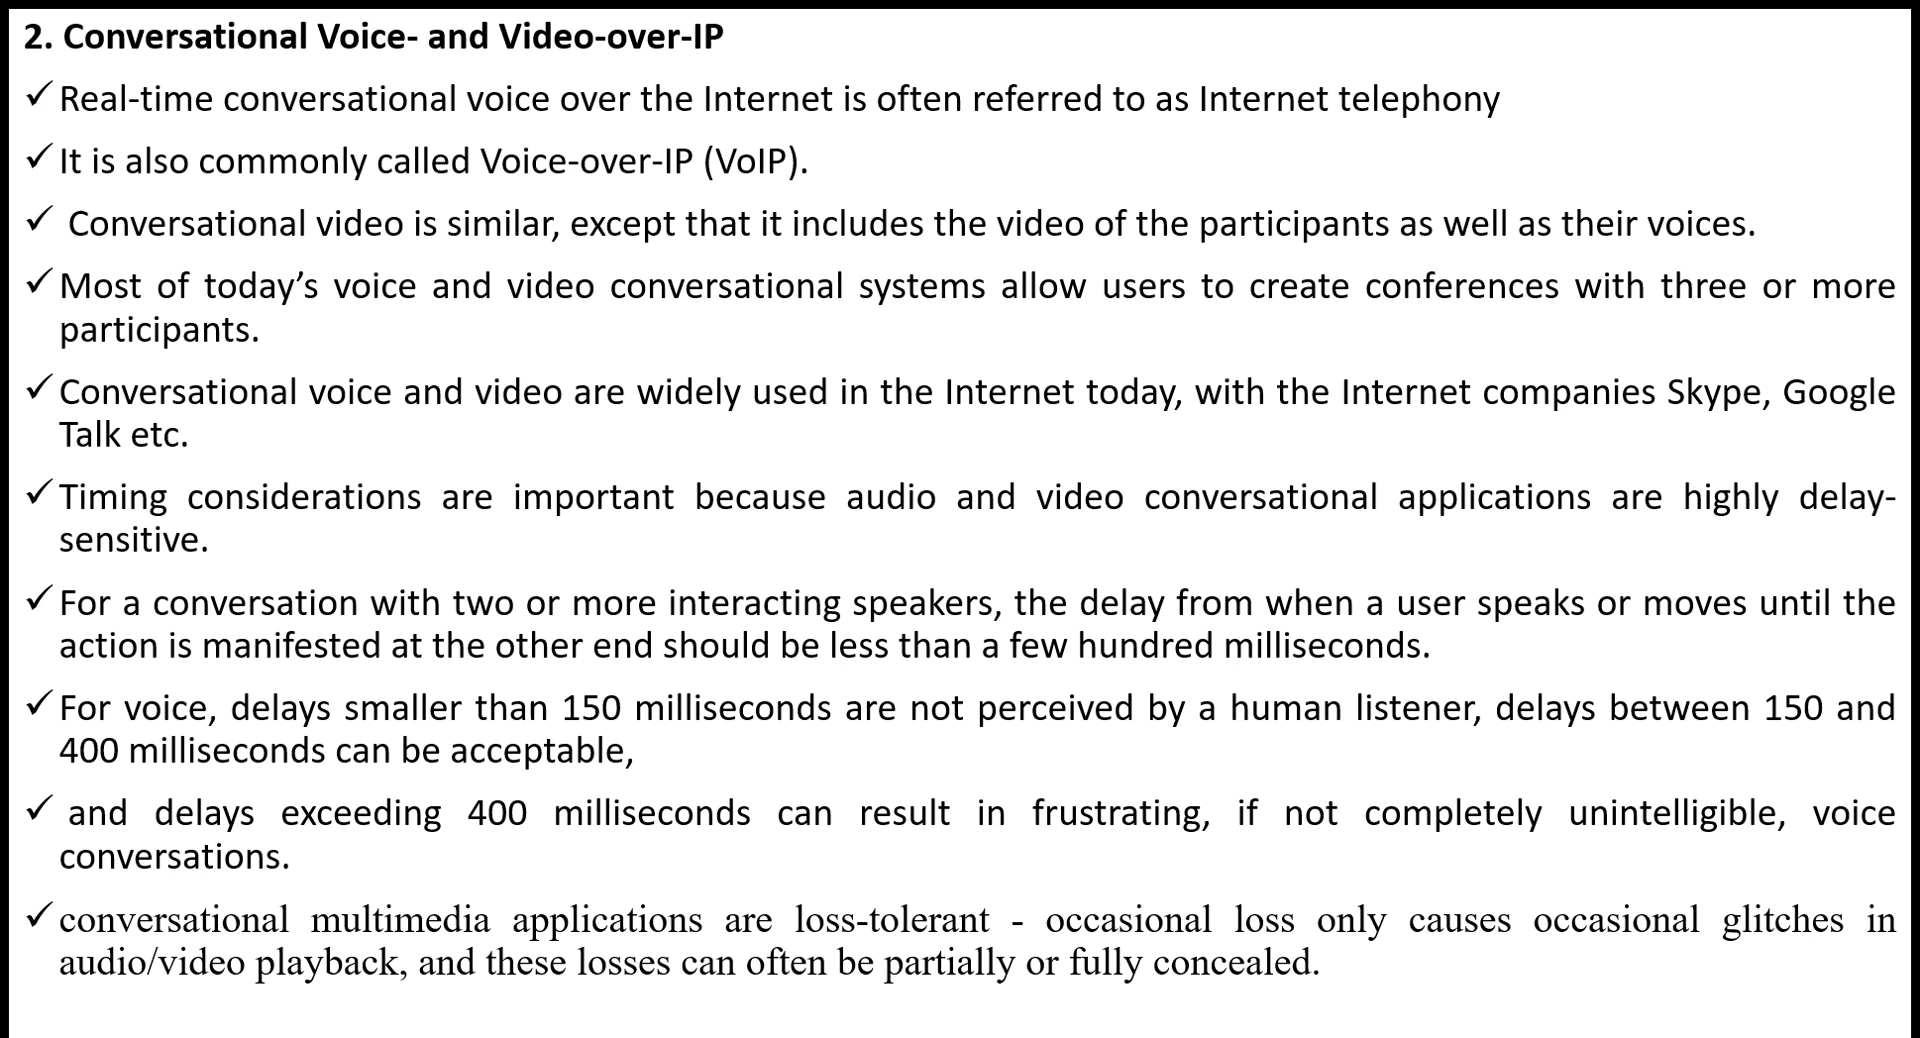 2. Conversational Voice- and Video-over-IP
✓ Real-time conversational voice over the Internet is often referred to as Internet telephony
✓ It is also commonly called Voice-over-IP (VoIP).
✓ Conversational video is similar, except that it includes the video of the participants as well as their voices.
✓ Most of today’s voice and video conversational systems allow users to create conferences with three or more
participants.
✓ Conversational voice and video are widely used in the Internet today, with the Internet companies Skype, Google
Talk etc.
✓ Timing considerations are important because audio and video conversational applications are highly delay-
sensitive.
✓ For a conversation with two or more interacting speakers, the delay from when a user speaks or moves until the
action is manifested at the other end should be less than a few hundred milliseconds.
✓ For voice, delays smaller than 150 milliseconds are not perceived by a human listener, delays between 150 and
400 milliseconds can be acceptable,
✓ and delays exceeding 400 milliseconds can result in frustrating, if not completely unintelligible, voice
conversations.
✓ conversational multimedia applications are loss-tolerant - occasional loss only causes occasional glitches in
audio/video playback, and these losses can often be partially or fully concealed.